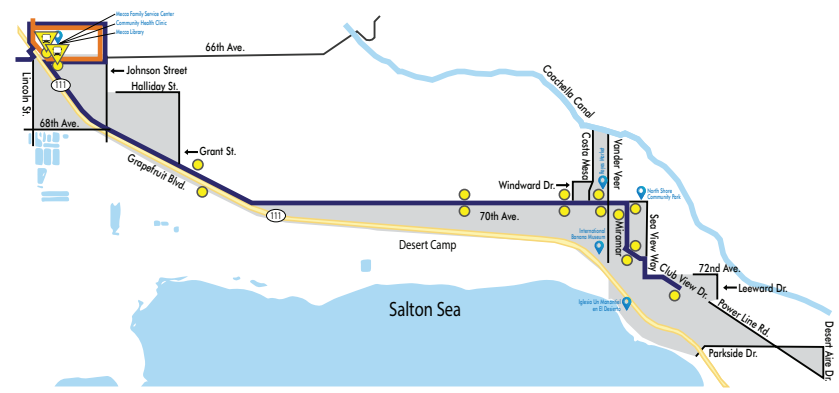 Mecca Family Service Center
Community Health Clinic
Mecca Library
66th Ave.
Johnson Street
111
Halliday St.
Lincoln St.
68th Ave.
Grant St.
Grapefruit Blvd.
111
Coachella Canal
Costa Mesa
Vander Veer
Windward Dr.
North Shore
Community Park
70th Ave.
Miramar
Sea View Way
International
Banana Museum
Desert Camp
72nd Ave.
Club View Dr.
Leeward Dr.
Salton Sea
Iglesia Un Manantial
en El Desierto
Power Line Rd.
Parkside Dr.
Desert Aire Dr.